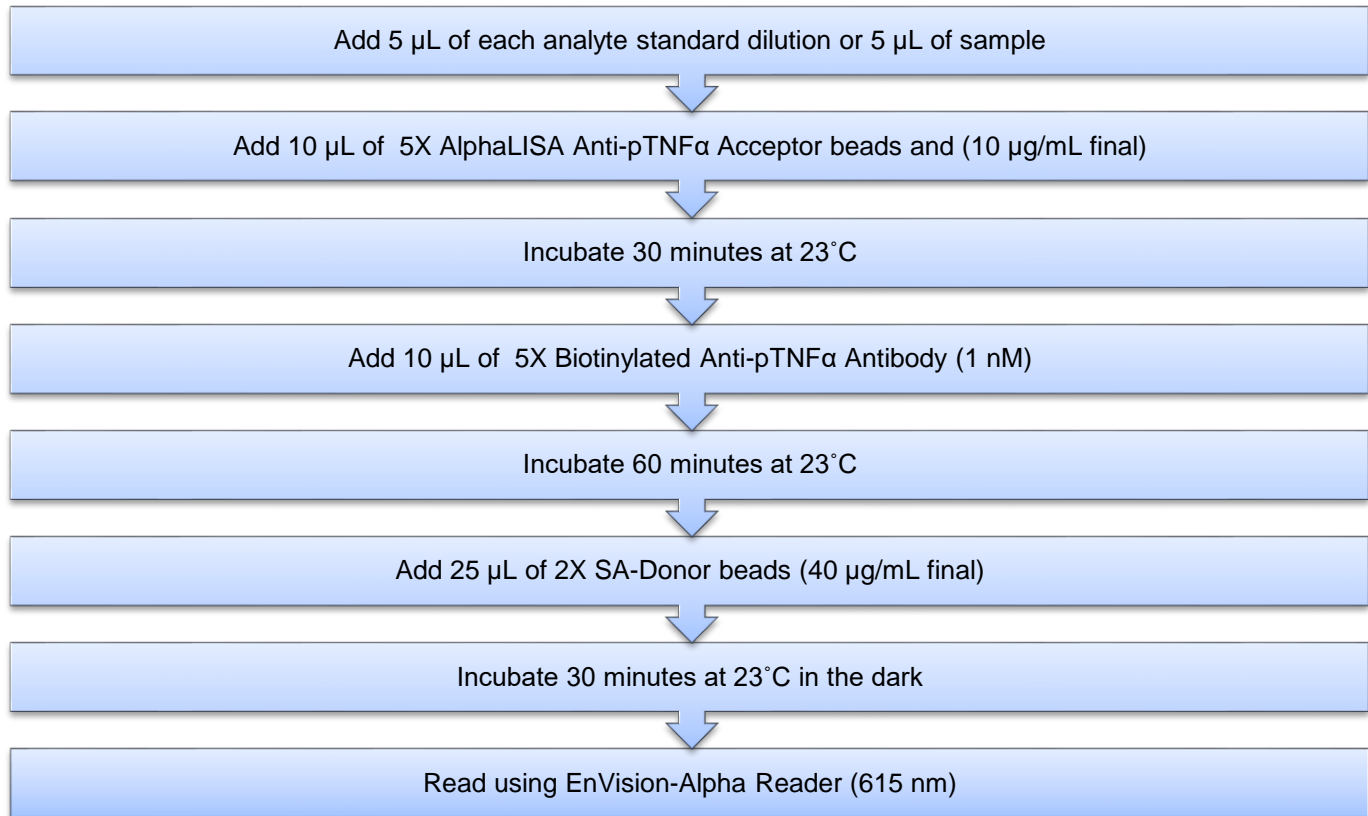 Add 5 µL of each analyte standard dilution or 5 µL of sample
Add 10 µL of  5X AlphaLISA Anti-pTNFα Acceptor beads and (10 µg/mL final)
Incubate 30 minutes at 23˚C
Add 10 µL of  5X Biotinylated Anti-pTNFα Antibody (1 nM)
Incubate 60 minutes at 23˚C
Add 25 µL of 2X SA-Donor beads (40 µg/mL final)
Incubate 30 minutes at 23˚C in the dark
Read using EnVision-Alpha Reader (615 nm)